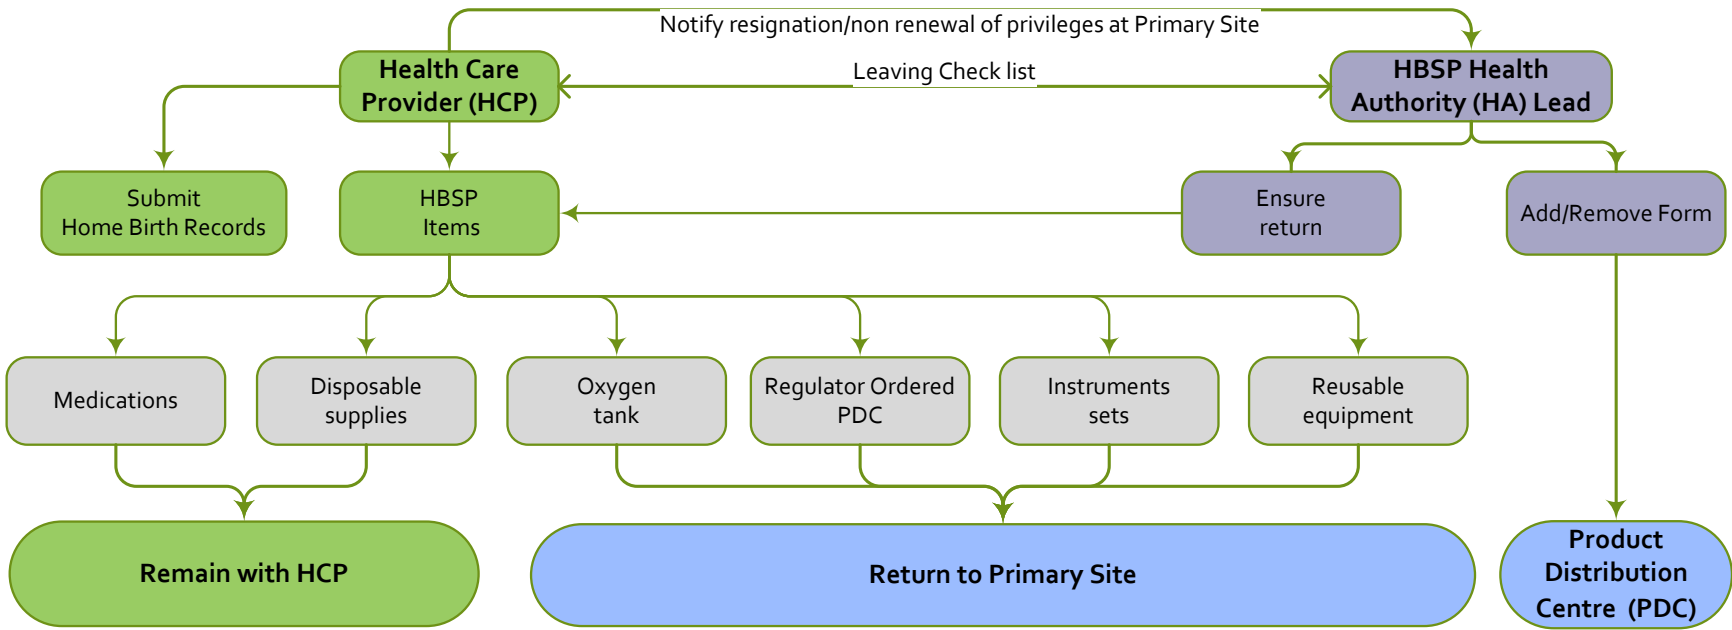 Notify resignation/non renewal of privileges at Primary Site
Health Care
Provider (HCP)
Leaving Check list
HBSP Health
Authority (HA) Lead
Submit
Home Birth Records
HBSP
Items
Ensure
return
Add/Remove Form
Medications
Disposable
supplies
Oxygen
tank
Regulator Ordered
PDC
Instruments
sets
Reusable
equipment
Remain with HCP
Return to Primary Site
Product
Distribution
Centre (PDC)